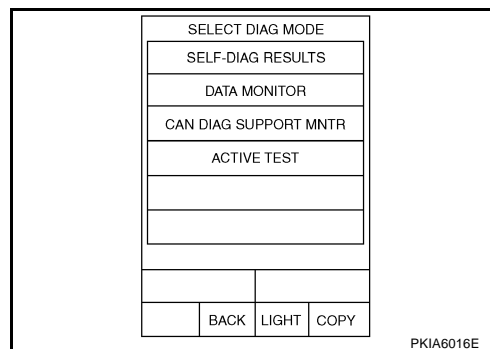 SELECT DIAG MODE
SELF-DIAG RESULTS
DATA MONITOR
CAN DIAG SUPPORT MNTR
ACTIVE TEST
BACK LIGHT COPY
PKIA6016E